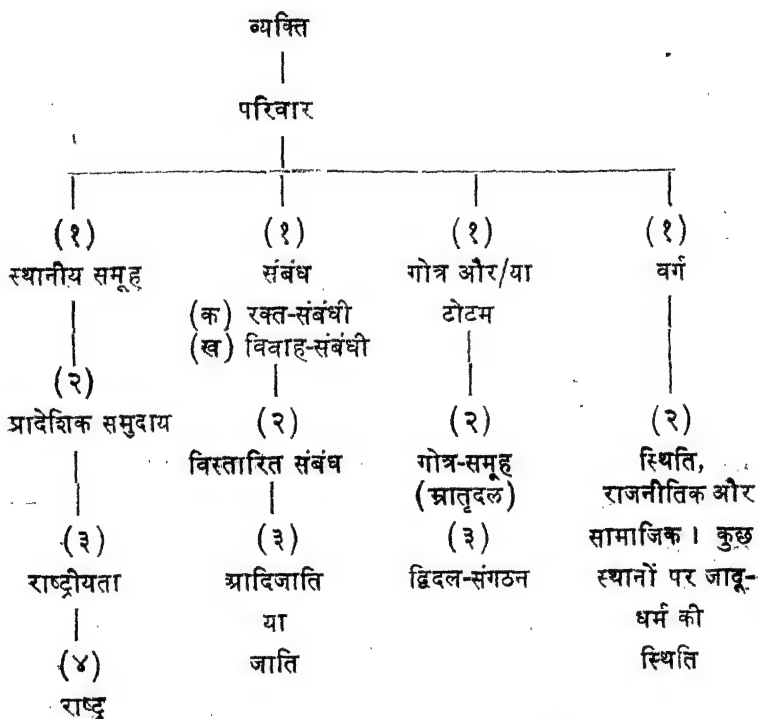 व्यक्ति
परिवार
(१)
स्थानीय समूह
(२)
प्रादेशिक समुदाय
(३)
राष्ट्रीयता
(४)
राष्ट्र
(१)
संबंध
(क) रक्त-संबंधी
(ख) विवाह-संबंधी
(२)
विस्तारित संबंध
(३)
आदिजाति
या
जाति
(१)
गोत्र और/या
टोटम
(२)
गोत्र-समूह
(भ्रातृदल)
(३)
द्विदल-संगठन
(१)
वर्ग
(२)
स्थिति,
राजनीतिक और
सामाजिक। कुछ
स्थानों पर जादू-
धर्म की
स्थिति